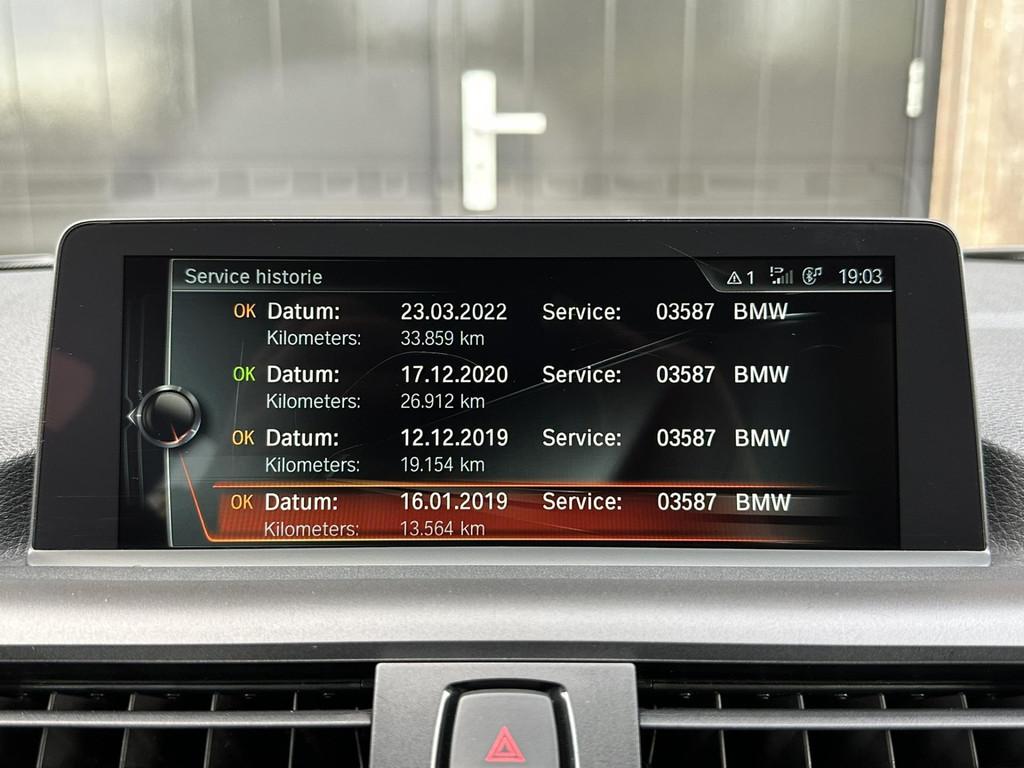 Service historie
1 19:03
OK Datum: 23.03.2022 Service: 03587 BMW
Kilometers: 33.859 km
OK Datum: 17.12.2020 Service: 03587 BMW
Kilometers: 26.912 km
OK Datum: 12.12.2019 Service: 03587 BMW
Kilometers: 19.154 km
OK Datum: 16.01.2019 Service: 03587 BMW
Kilometers: 13.564 km